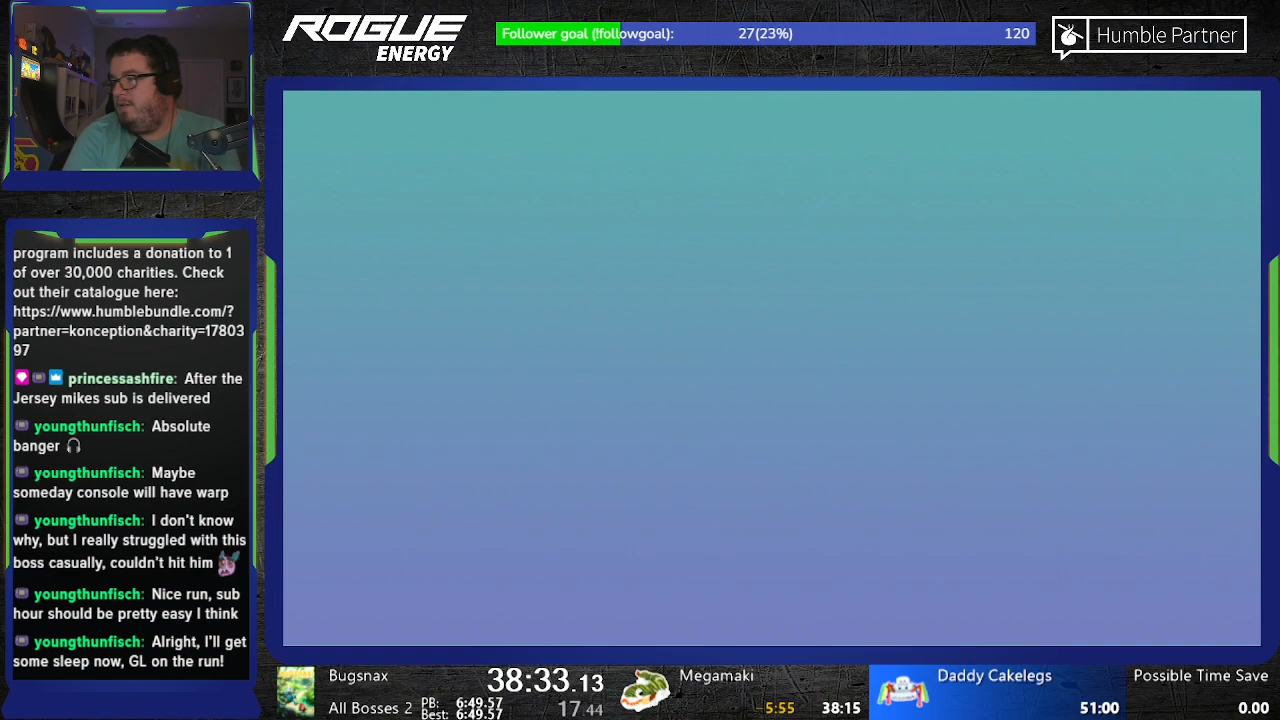 ROGUE
ENERGY
Follower goal (!followgoal): 27(23%) 120
Humble Partner
program includes a donation to 1
of over 30,000 charities. Check
out their catalogue here:
https://www.humblebundle.com/?
partner=konception&charity=17803
97
princessashfire: After the
Jersey mikes sub is delivered
youngthunfisch: Absolute
banger
youngthunfisch: Maybe
someday console will have warp
youngthunfisch: I don't know
why, but I really struggled with this
boss casually, couldn't hit him
youngthunfisch: Nice run, sub
hour should be pretty easy I think
youngthunfisch: Alright, I'll get
some sleep now, GL on the run!
Bugsnax
All Bosses 2
38:33.13
PB: 6:49.57
Best: 6:49.57
17.44
Megamaki
-5:55 38:15
Daddy Cakelegs
51:00
Possible Time Save
0.00